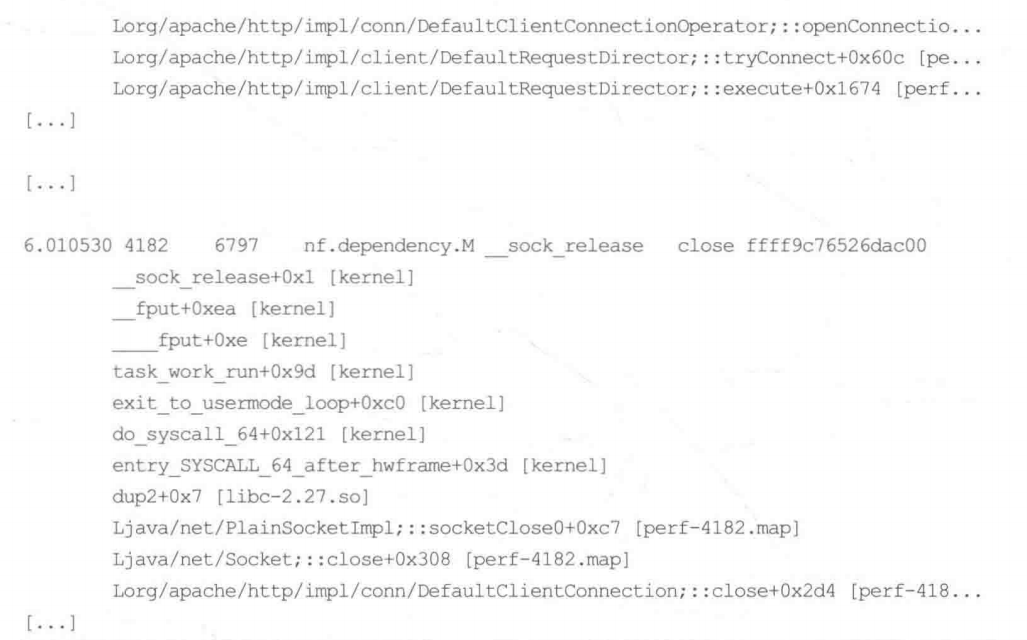 Lorg/apache/http/impl/conn/DefaultClientConnectionOperator;::openConnectio...
Lorg/apache/http/impl/client/DefaultRequestDirector;::tryConnect+0x60c [pe...
Lorg/apache/http/impl/client/DefaultRequestDirector;::execute+0x1674 [perf...
[...]
[...]
6.010530 4182 6797 nf.dependency.M __sock_release close ffff9c76526dac00
__sock_release+0x1 [kernel]
__fput+0xea [kernel]
____fput+0xe [kernel]
task_work_run+0x9d [kernel]
exit_to_usermode_loop+0xc0 [kernel]
do_syscall_64+0x121 [kernel]
entry_SYSCALL_64_after_hwframe+0x3d [kernel]
dup2+0x7 [libc-2.27.so]
Ljava/net/PlainSocketImpl;::socketClose0+0xc7 [perf-4182.map]
Ljava/net/Socket;::close+0x308 [perf-4182.map]
Lorg/apache/http/impl/conn/DefaultClientConnection;::close+0x2d4 [perf-418...
[...]